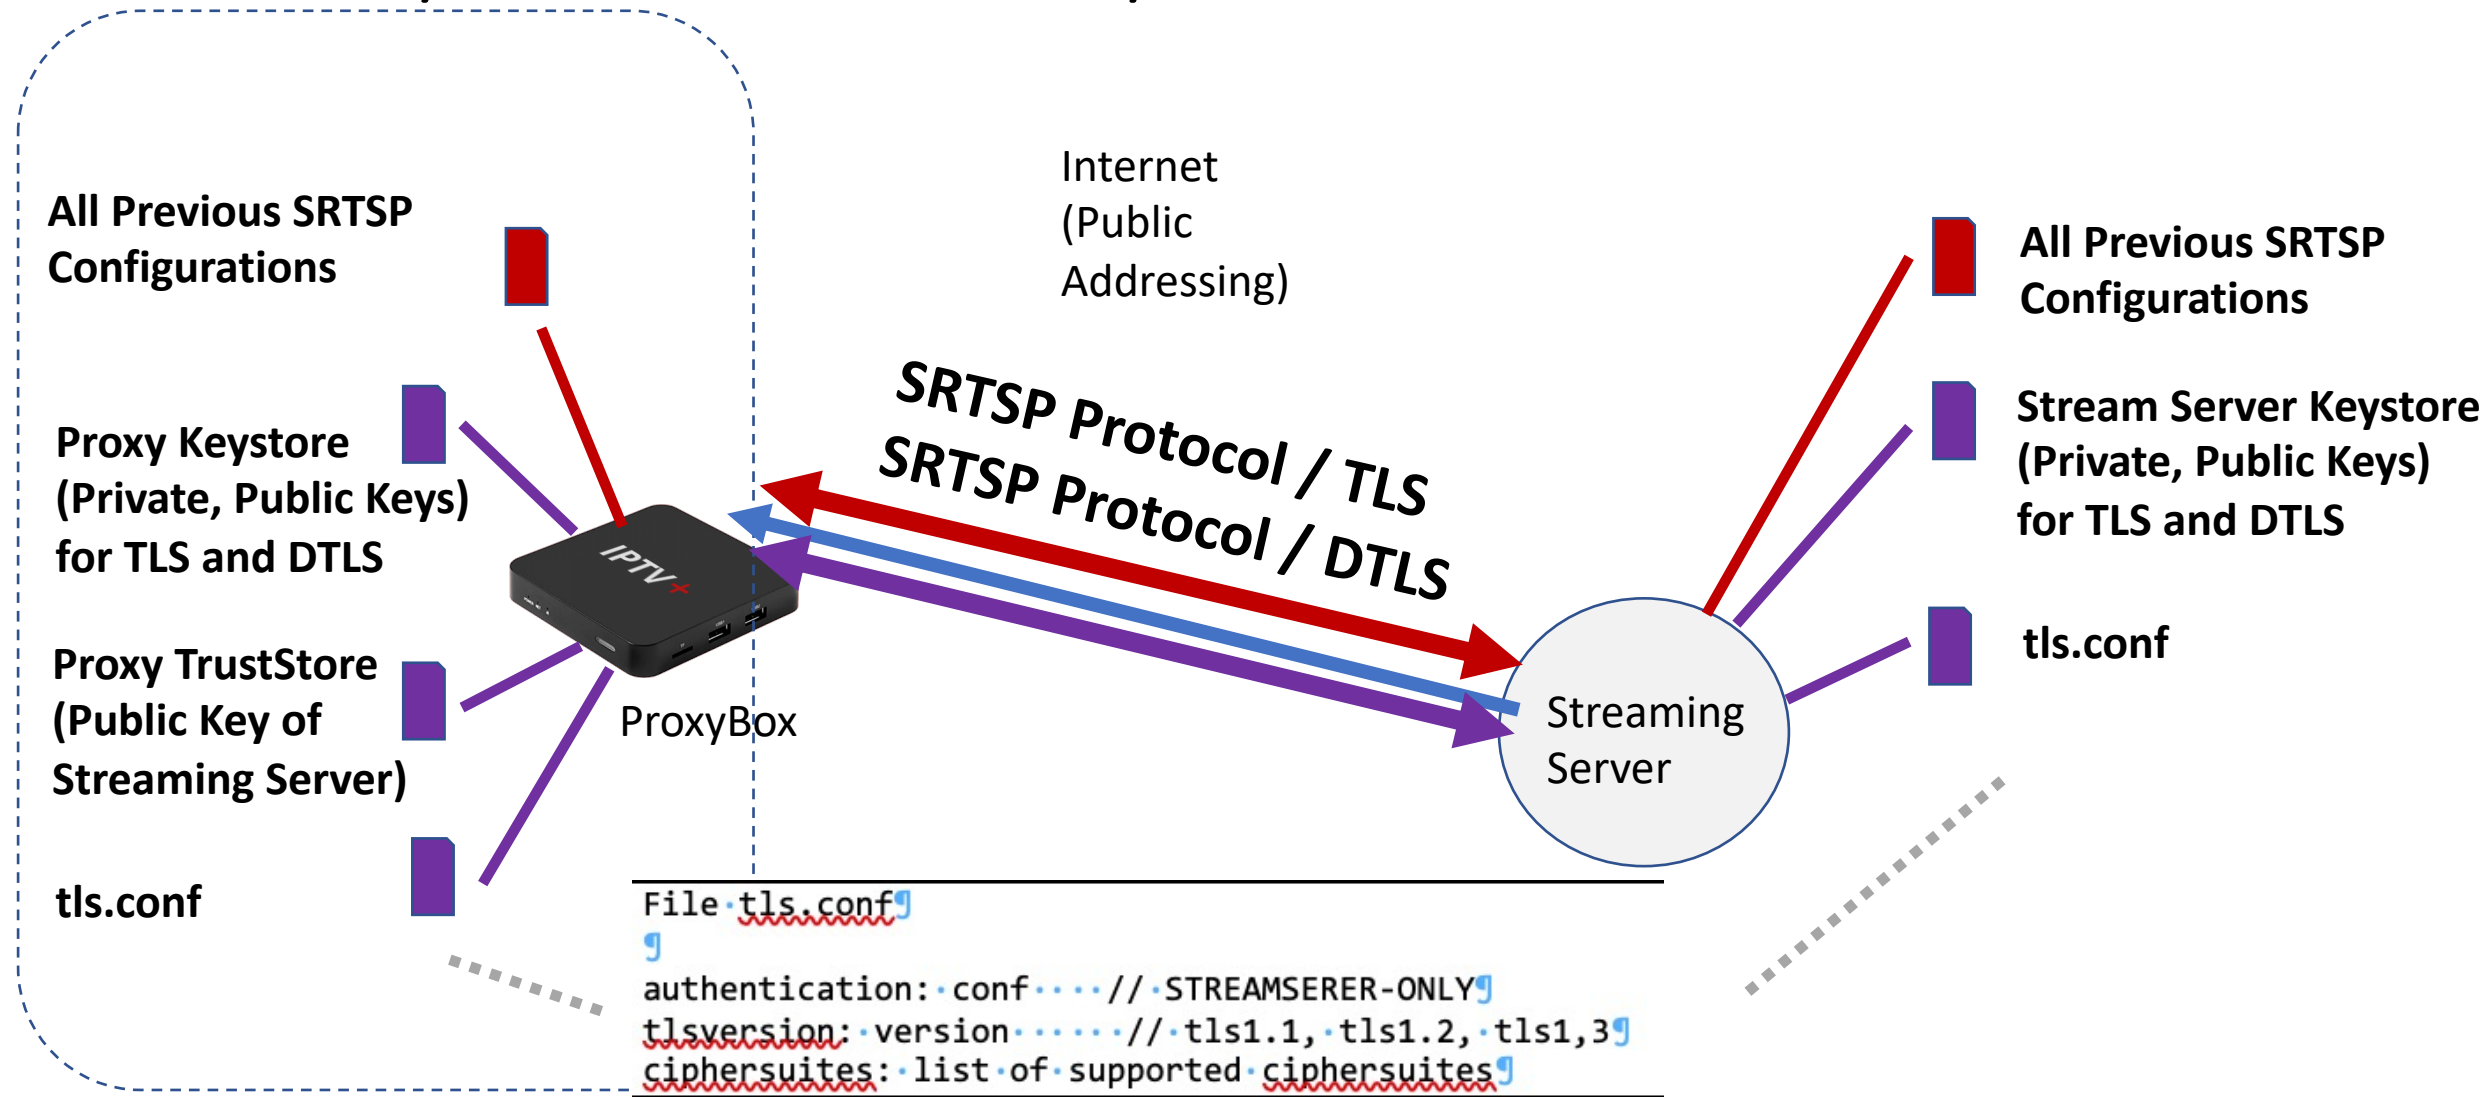 Internet
(Public
Addressing)
All Previous SRTSP
Configurations
Proxy Keystore
(Private, Public Keys)
for TLS and DTLS
Proxy TrustStore
(Public Key of
Streaming Server)
tls.conf
IPTV+
ProxyBox
SRTSP Protocol / TLS
SRTSP Protocol / DTLS
Streaming
Server
All Previous SRTSP
Configurations
Stream Server Keystore
(Private, Public Keys)
for TLS and DTLS
tls.conf
File·tls.conf¶
¶
authentication:·conf····//·STREAMSERER-ONLY¶
tlsversion:·version······//·tls1.1,·tls1.2,·tls1,3¶
ciphersuites:·list·of·supported·ciphersuites¶